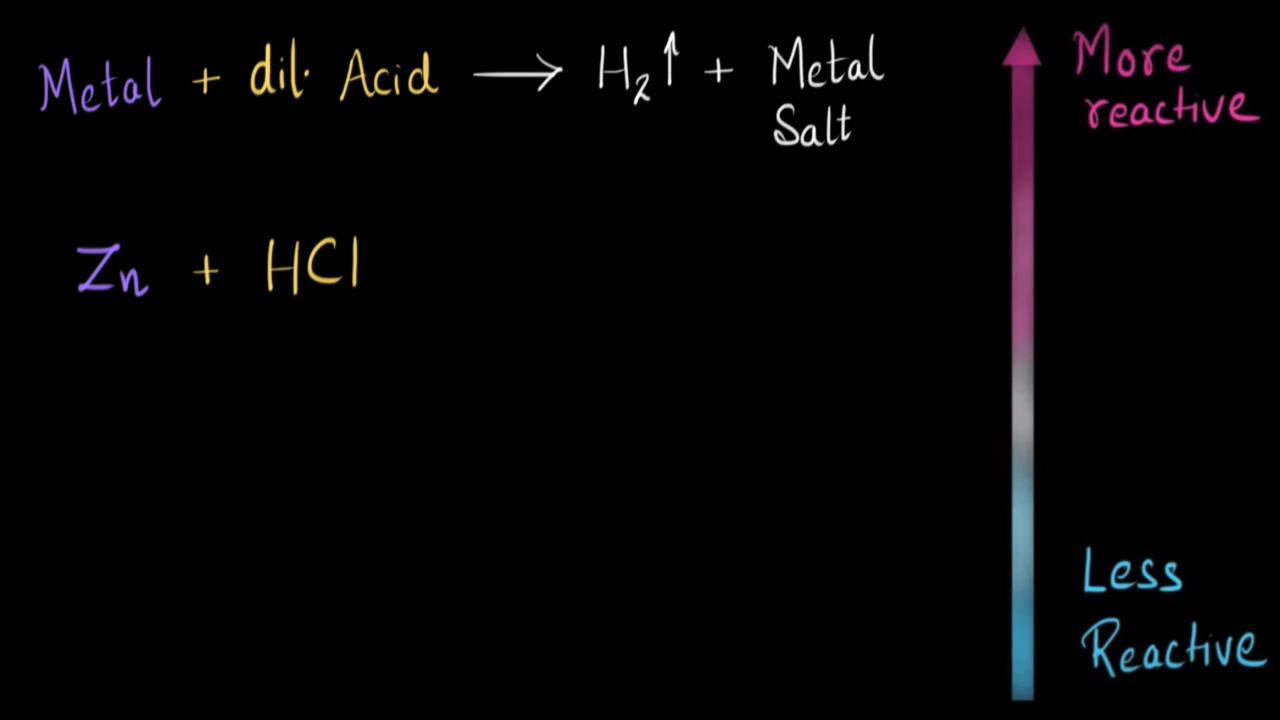 Metal + dil. Acid ⟶ H₂↑ + Metal
Salt
More
reactive
Zn + HCl
Less
Reactive